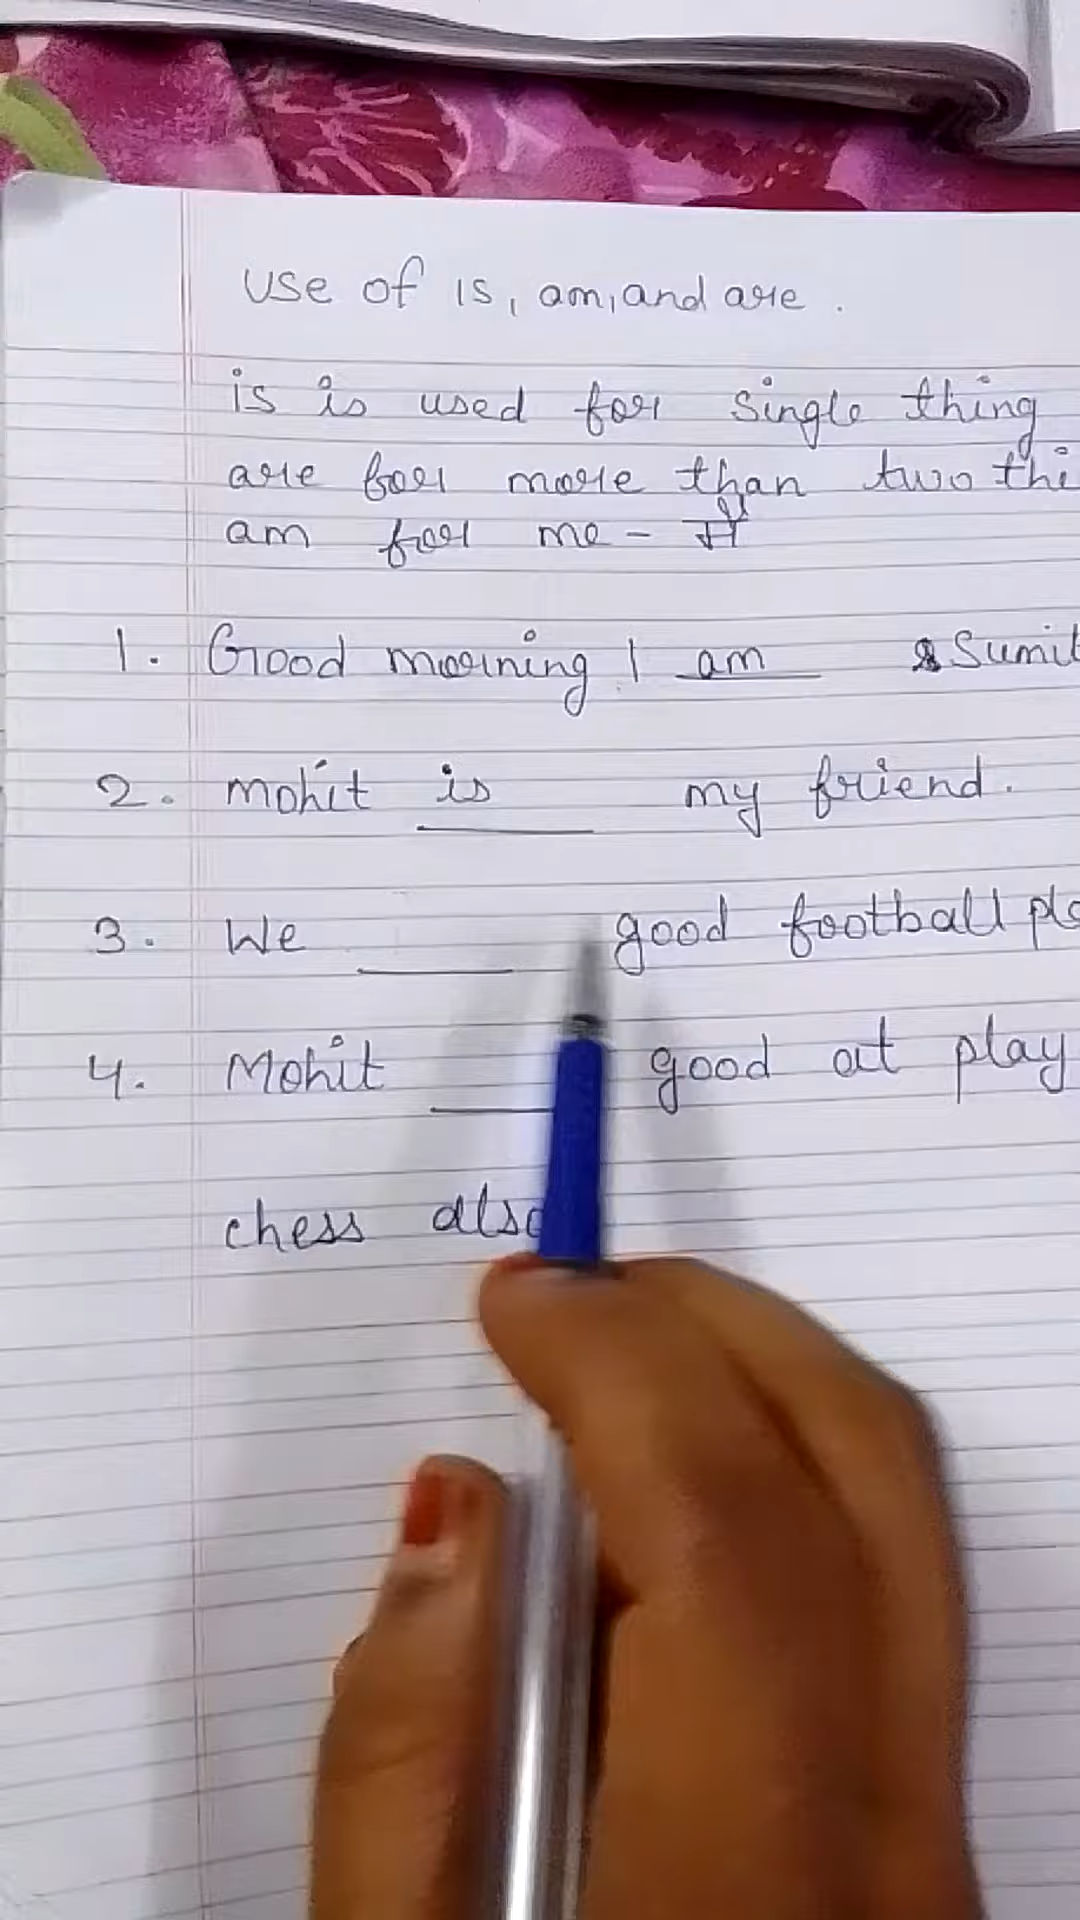 use of is, am, and are.
is is used for single thing
are for more than two
am for me - मैं
1. Good morning, I am Sumit
2. Mohit is my friend.
3. We ____ good football
4. Mohit ____ good at play
chess also